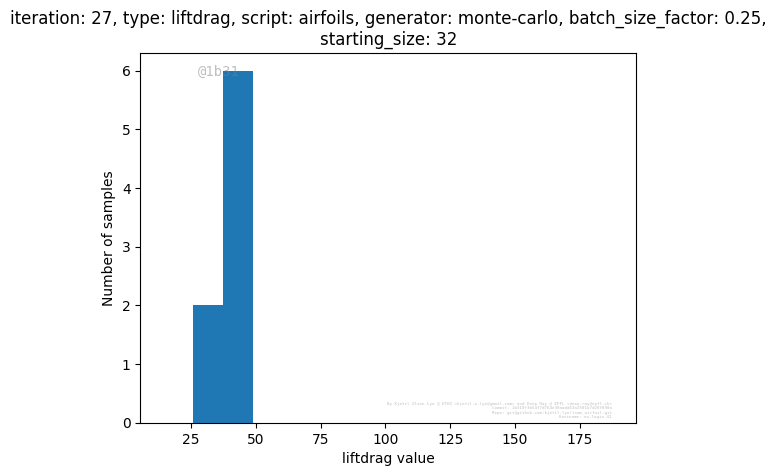 iteration: 27, type: liftdrag, script: airfoils, generator: monte-carlo, batch_size_factor: 0.25,
starting_size: 32
@1b31
6
5
4
3
2
1
0
Number of samples
25 50 75 100 125 150 175
liftdrag value